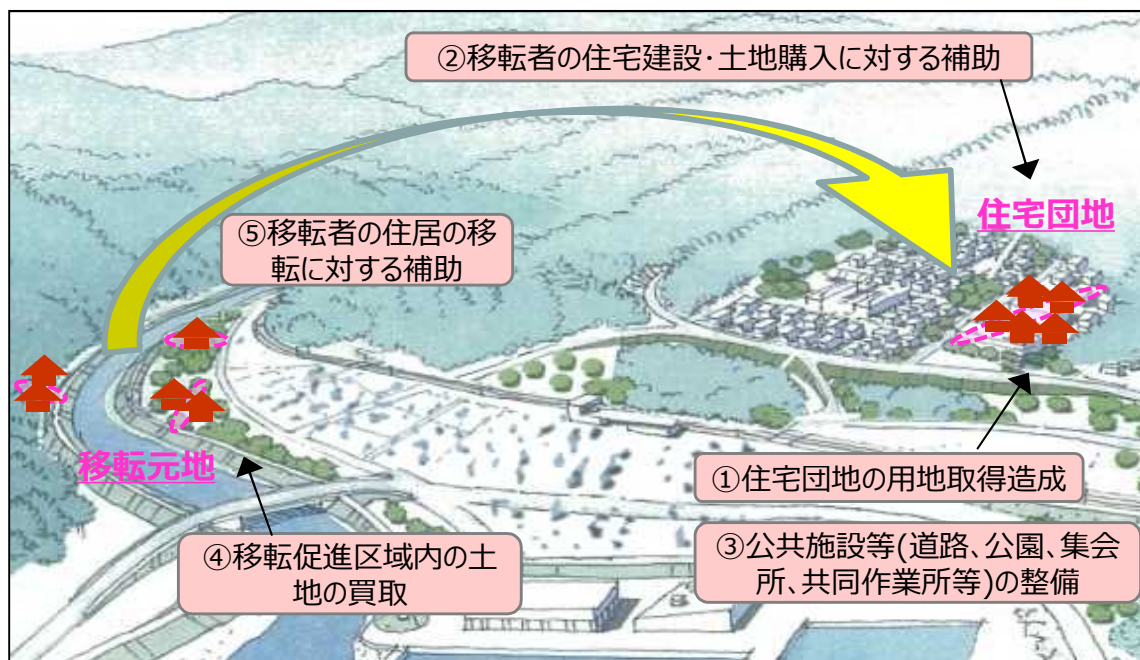 ②移転者の住宅建設・土地購入に対する補助
住宅団地
⑤移転者の住居の移
転に対する補助
移転元地
①住宅団地の用地取得造成
④移転促進区域内の土
地の買取
③公共施設等(道路、公園、集会
所、共同作業所等)の整備